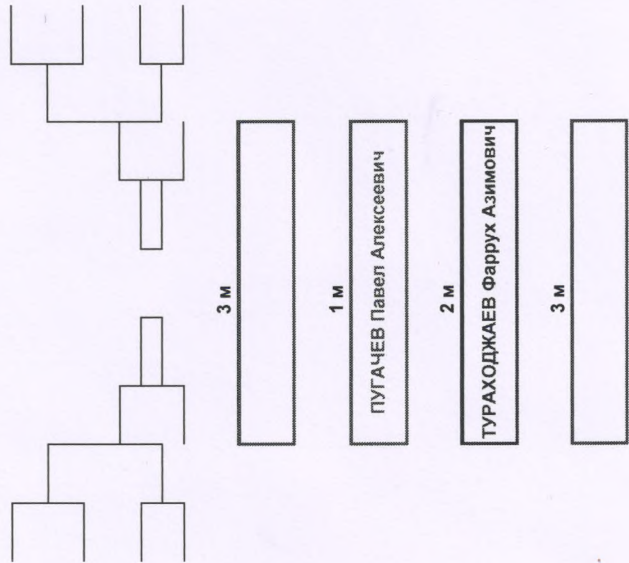 3 м
1 м
ПУГАЧЕВ Павел Алексеевич
2 м
ТУРАХОДЖАЕВ Фаррух Азимович
3 м